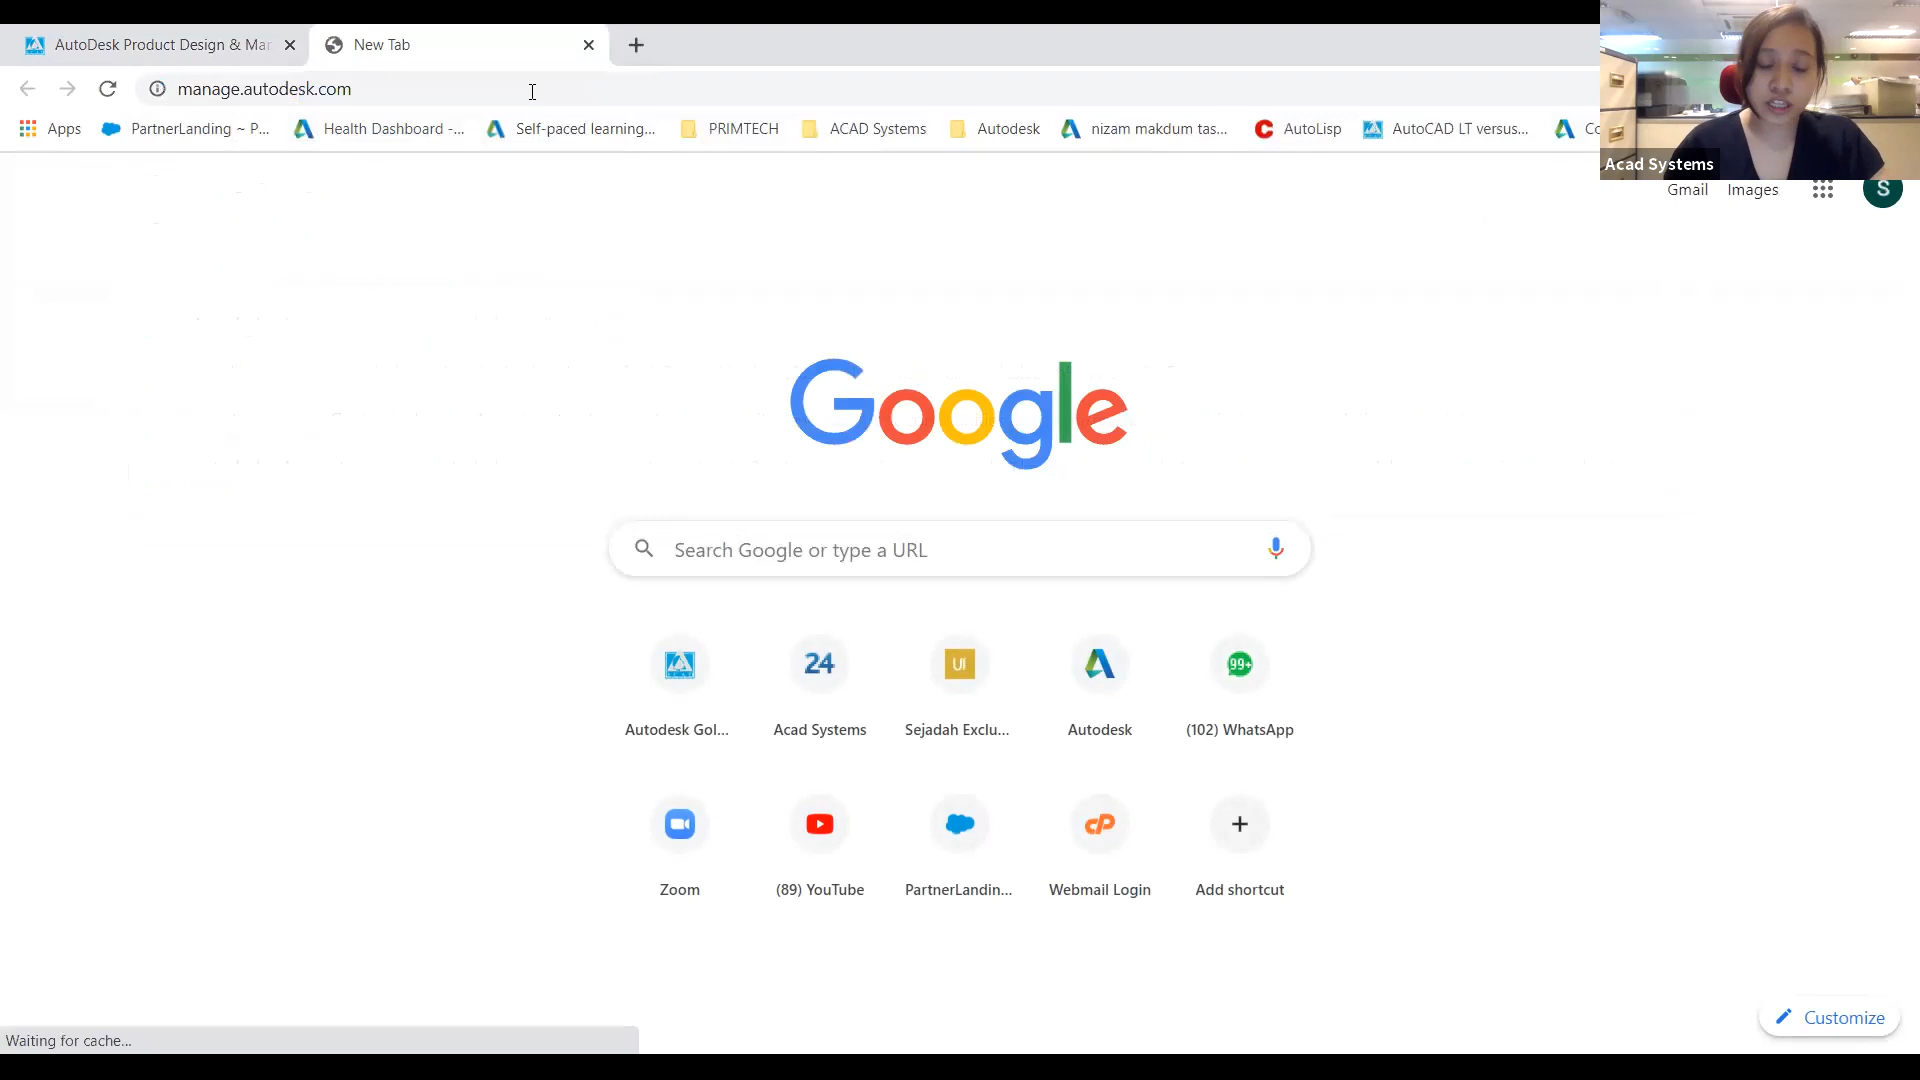 AutoDesk Product Design & Mar
New Tab
manage.autodesk.com
Apps
PartnerLanding ~ P...
Health Dashboard -...
Self-paced learning...
PRIMTECH
ACAD Systems
Autodesk
nizam makdum tas...
AutoLisp
AutoCAD LT versus...
Co
Acad Systems
Gmail
Images
S
Google
Search Google or type a URL
24
UI
99+
Autodesk Gol...
Acad Systems
Sejadah Exclu...
Autodesk
(102) WhatsApp
cP
Zoom
(89) YouTube
PartnerLandin...
Webmail Login
Add shortcut
Customize
Waiting for cache...